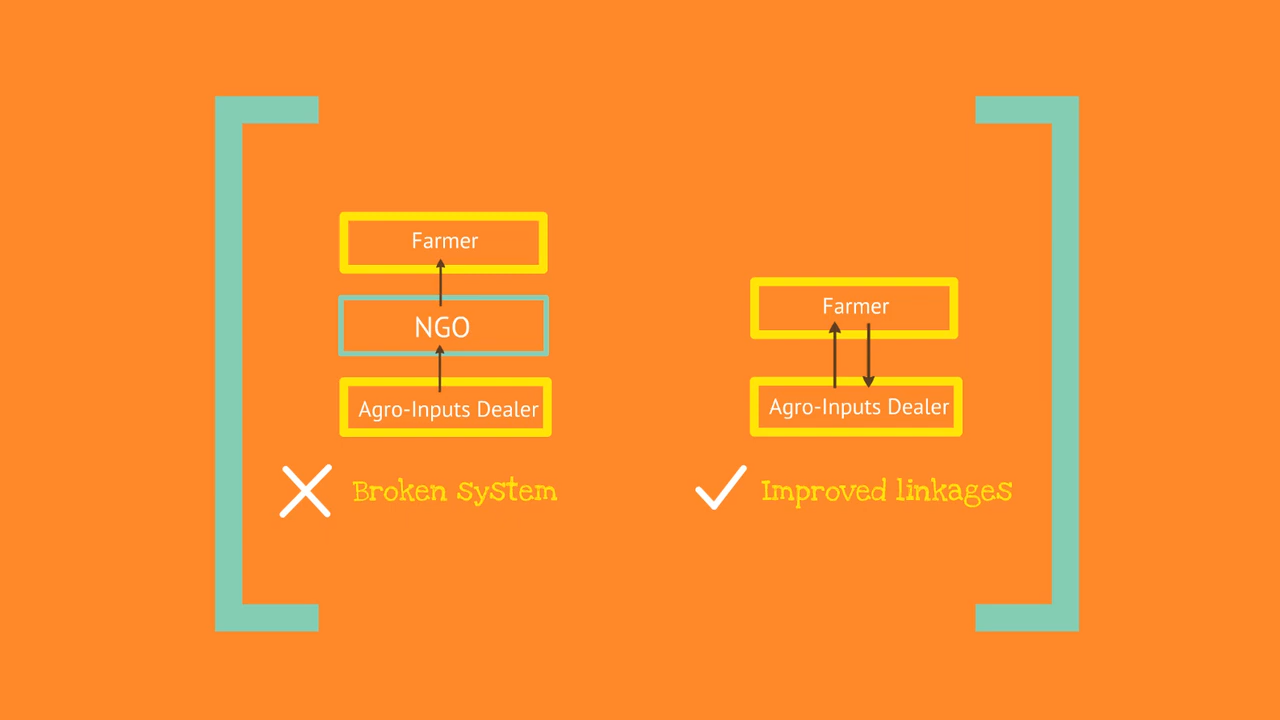 Farmer
NGO
Agro-Inputs Dealer
Broken system
Farmer
Agro-Inputs Dealer
Improved linkages